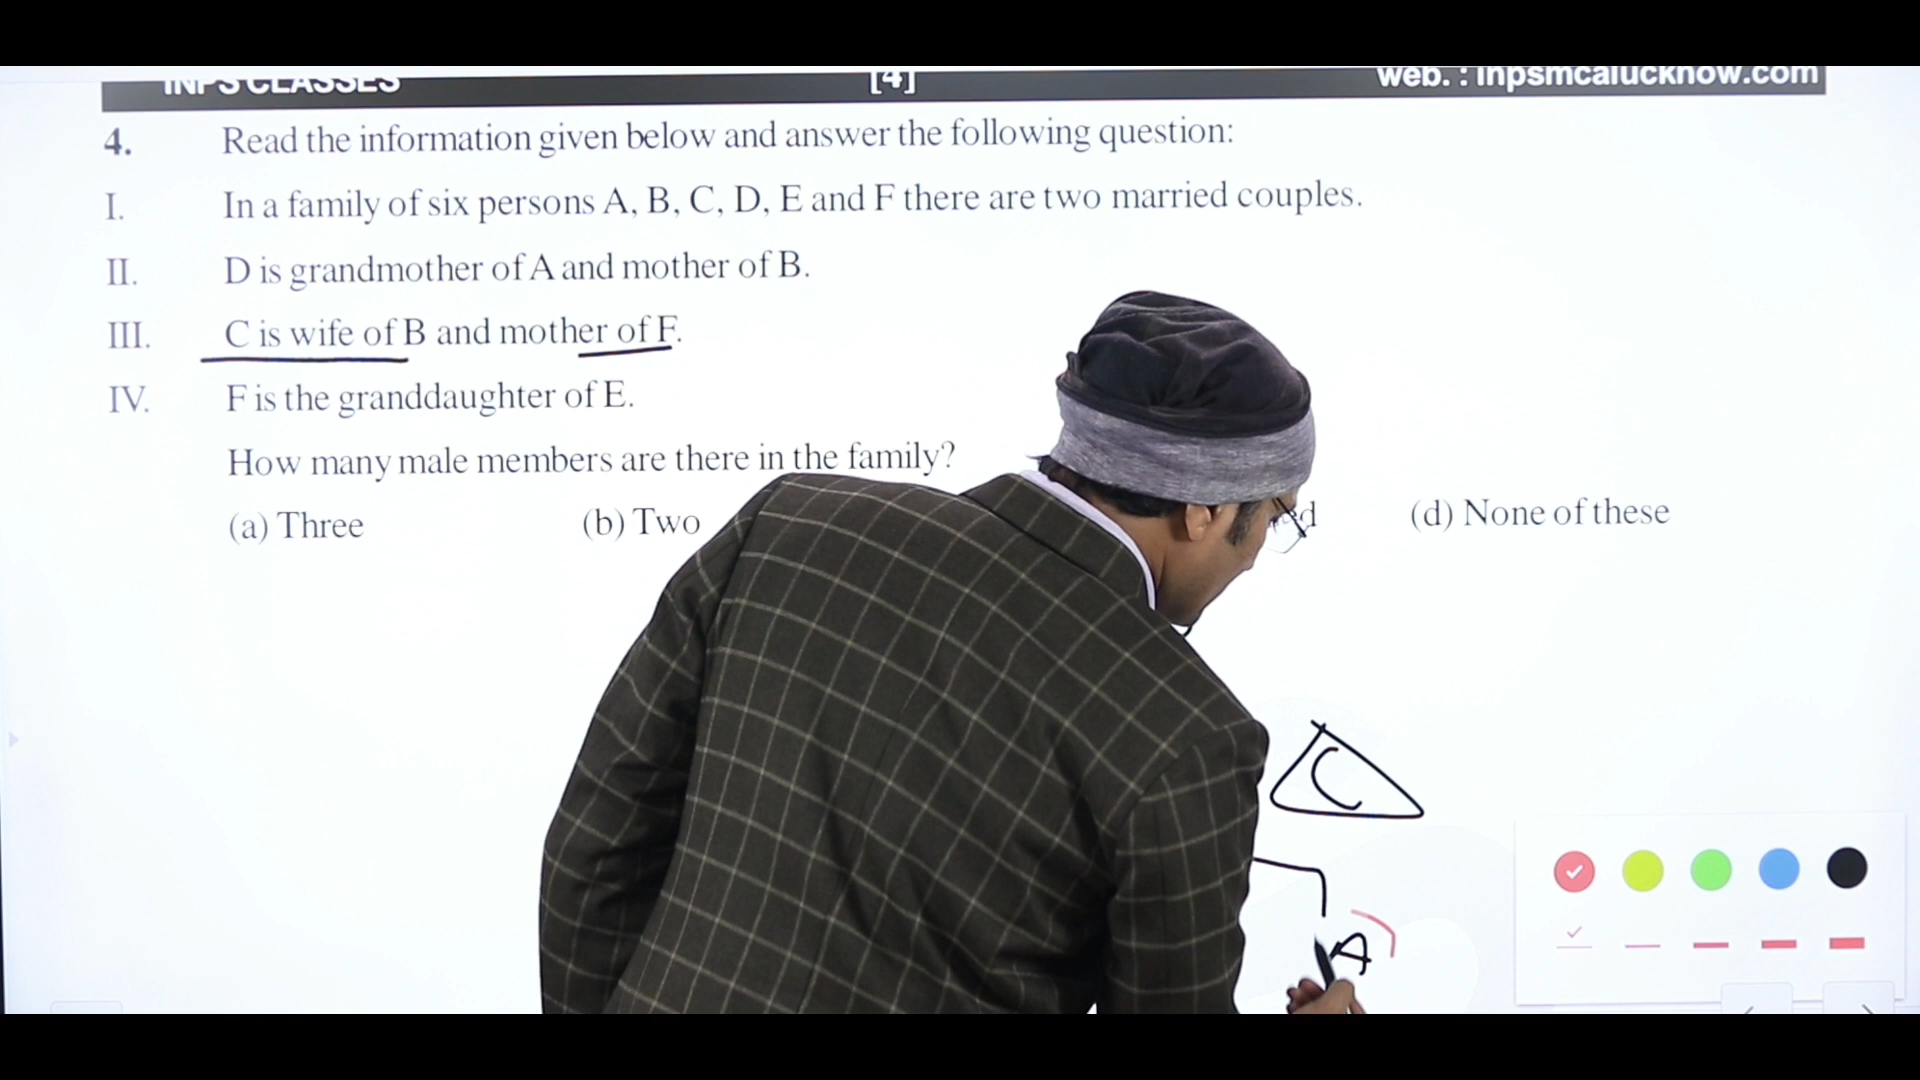 INPS CLASSES [4] web. : inpsmcalucknow.com
4. Read the information given below and answer the following question:
I. In a family of six persons A, B, C, D, E and F there are two married couples.
II. D is grandmother of A and mother of B.
III. C is wife of B and mother of F.
IV. F is the granddaughter of E.
How many male members are there in the family?
(a) Three (b) Two (d) None of these
C
A